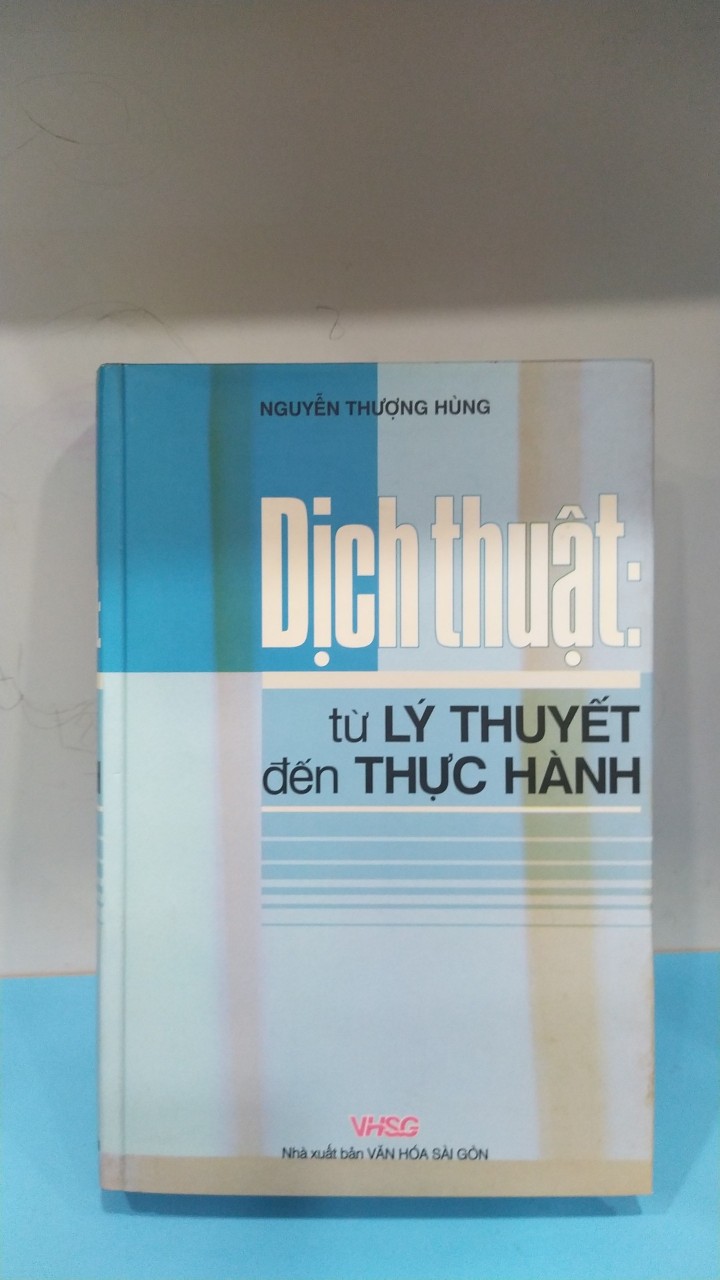 NGUYỄN THƯỢNG HÙNG
Dịch thuật:
từ LÝ THUYẾT
đến THỰC HÀNH
VHSG
Nhà xuất bản VĂN HÓA SÀI GÒN